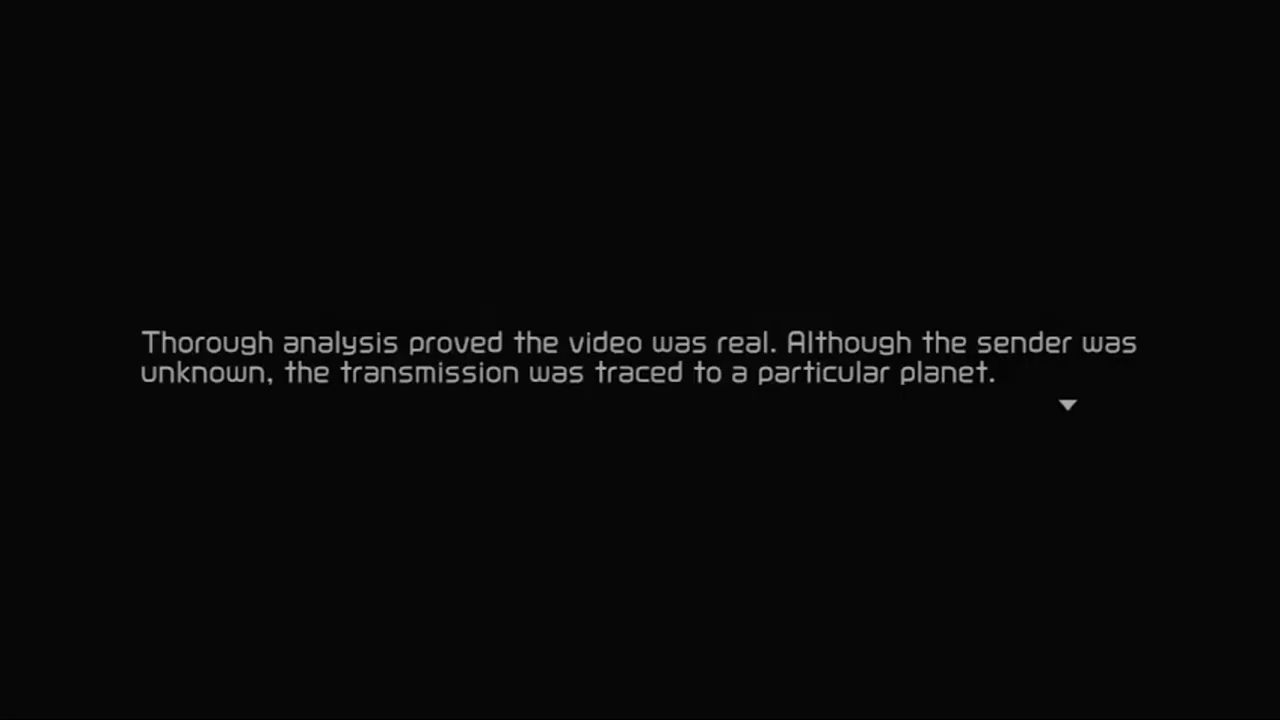 Thorough analysis proved the video was real. Although the sender was
unknown, the transmission was traced to a particular planet.